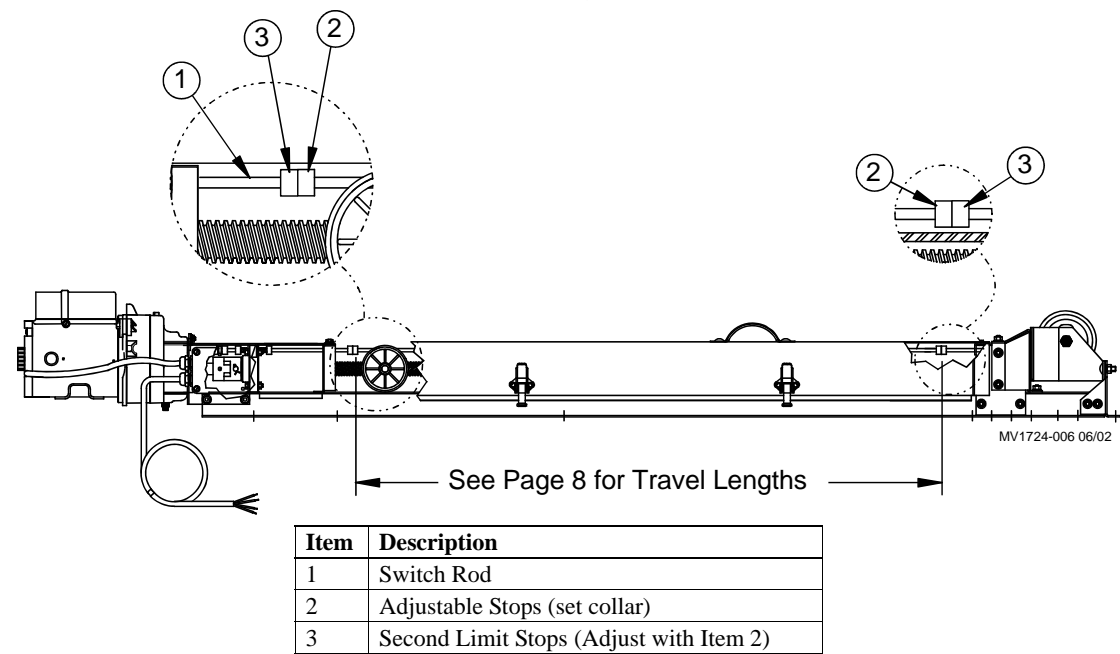 3
2
1
2
3
MV1724-006 06/02
See Page 8 for Travel Lengths
Item Description
1 Switch Rod
2 Adjustable Stops (set collar)
3 Second Limit Stops (Adjust with Item 2)